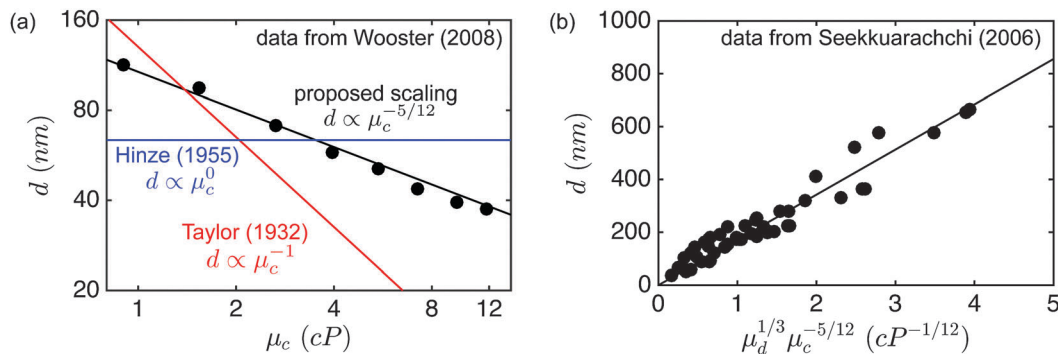 (a)
data from Wooster (2008)
proposed scaling
d ∝ μ_c^{-5/12}
Hinze (1955)
d ∝ μ_c^0
Taylor (1932)
d ∝ μ_c^{-1}
160
80
40
20
d (nm)
1 2 4 8 12
μ_c (cP)
(b)
data from Seekkuarachchi (2006)
1000
800
600
400
200
0
d (nm)
0 1 2 3 4 5
μ_d^{1/3} μ_c^{-5/12} (cP^{-1/12})